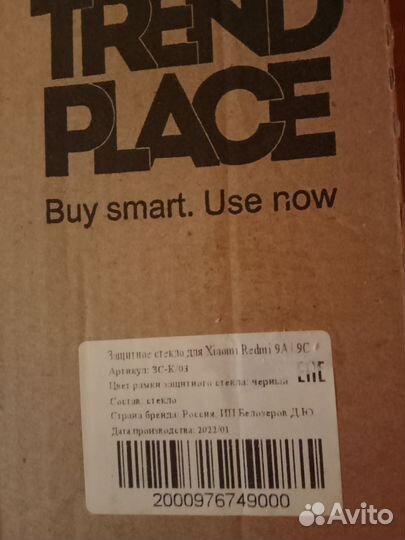 TREND
PLACE
Buy smart. Use now
Защитное стекло для Xiaomi Redmi 9A | 9C
Артикул: ЗС-К/03
Цвет рамки защитного стекла: черный
EAC
Состав: стекло
Страна бренда: Россия, ИП Белозеров Д.Ю
Дата производства: 2022/01
2000976749000
Avito